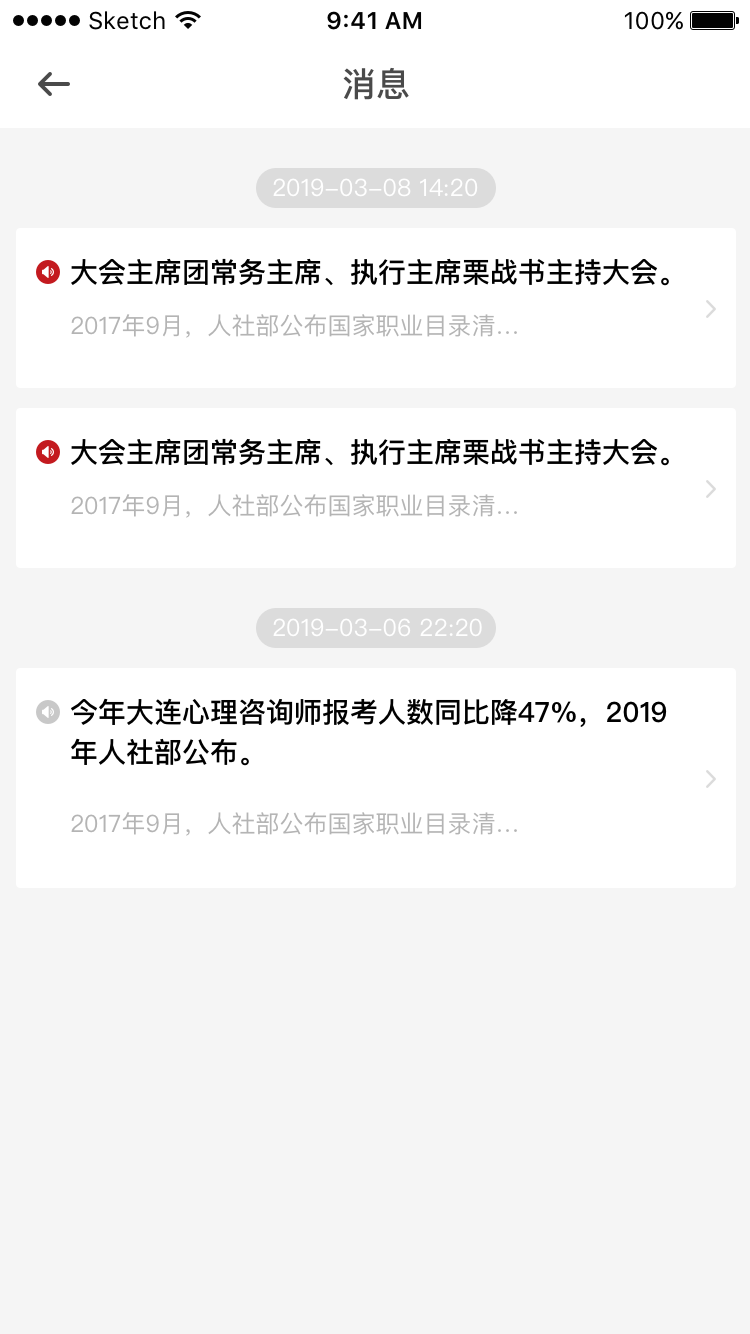 Sketch 9:41 AM 100%
消息
2019-03-08 14:20
大会主席团常务主席、执行主席栗战书主持大会。
2017年9月，人社部公布国家职业目录清...
大会主席团常务主席、执行主席栗战书主持大会。
2017年9月，人社部公布国家职业目录清...
2019-03-06 22:20
今年大连心理咨询师报考人数同比降47%，2019
年人社部公布。
2017年9月，人社部公布国家职业目录清...